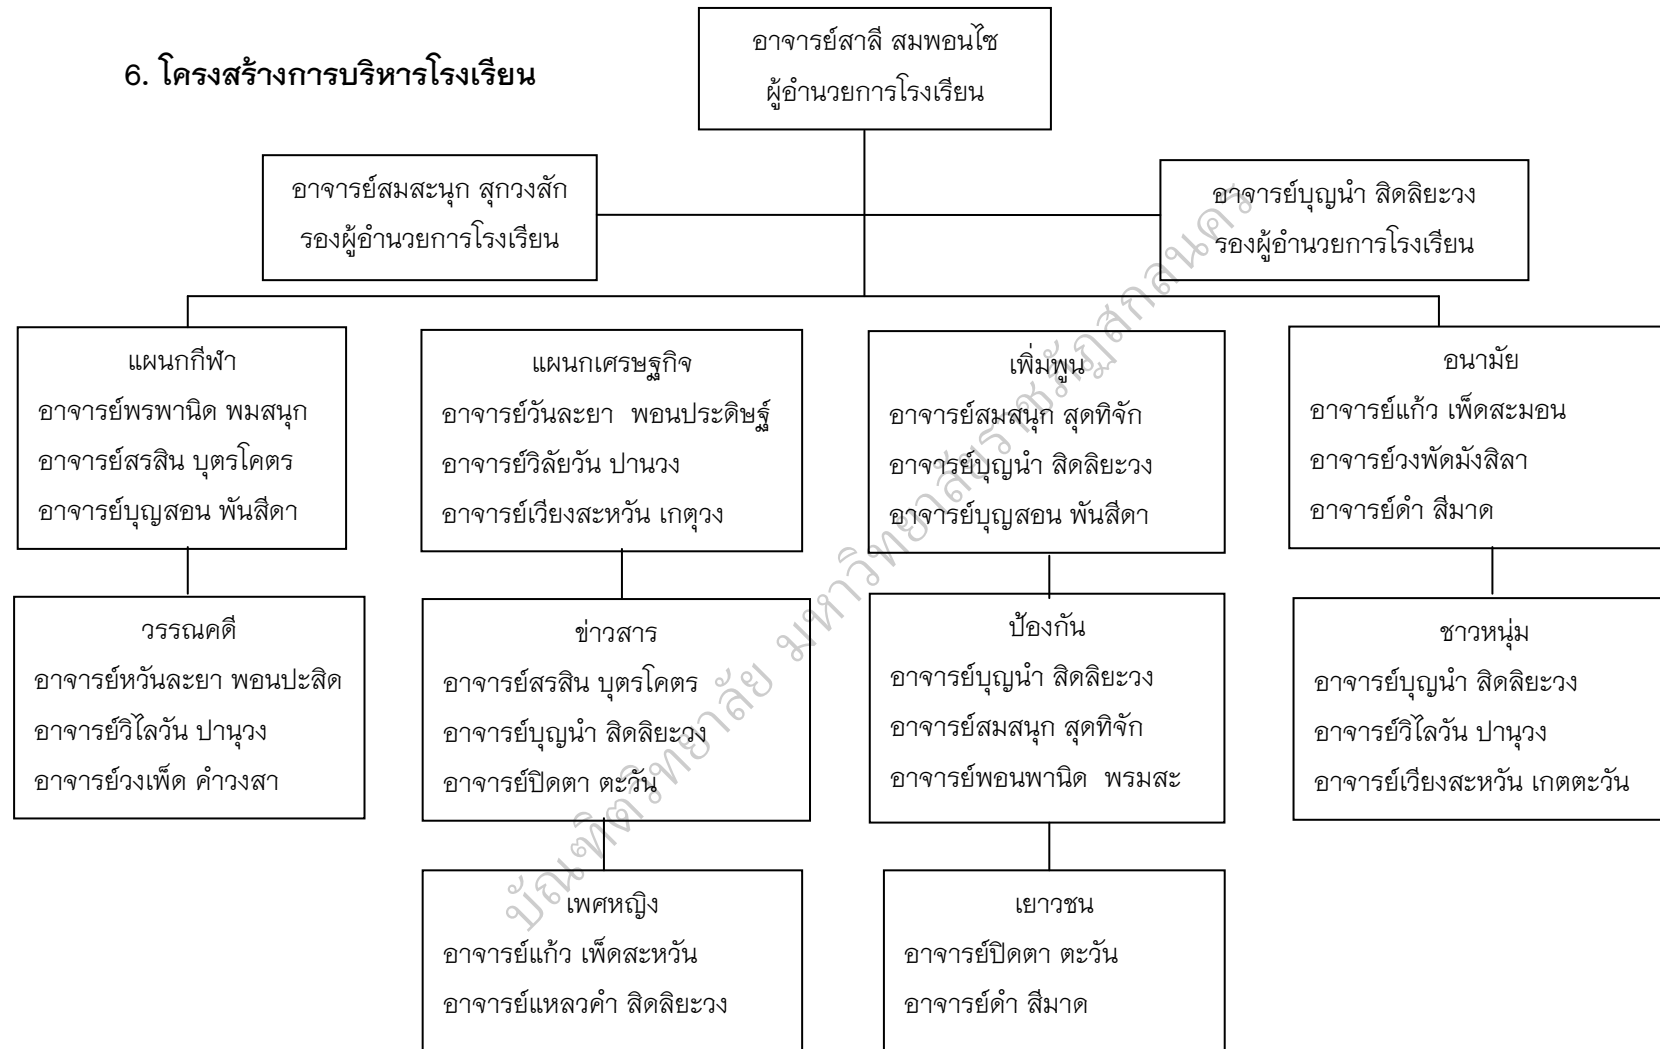 อาจารย์สาลี สมพอนไซ
ผู้อำนวยการโรงเรียน
6. โครงสร้างการบริหารโรงเรียน
อาจารย์สมสะนุก สุกวงสัก
รองผู้อำนวยการโรงเรียน
อาจารย์บุญนำ สิดลิยะวง
รองผู้อำนวยการโรงเรียน
แผนกกีฬา
อาจารย์พรพานิด พมสนุก
อาจารย์สรสิน บุตรโคตร
อาจารย์บุญสอน พันสีดา
แผนกเศรษฐกิจ
อาจารย์วันละยา พอนประดิษฐ์
อาจารย์วิลัยวัน ปานวง
อาจารย์เวียงสะหวัน เกตุวง
เพิ่มพูน
อาจารย์สมสนุก สุดทิจัก
อาจารย์บุญนำ สิดลิยะวง
อาจารย์บุญสอน พันสีดา
อนามัย
อาจารย์แก้ว เพ็ดสะมอน
อาจารย์วงพัดมังสิลา
อาจารย์ดำ สีมาด
วรรณคดี
อาจารย์หวันละยา พอนปะสิด
อาจารย์วิไลวัน ปานุวง
อาจารย์วงเพ็ด คำวงสา
ข่าวสาร
อาจารย์สรสิน บุตรโคตร
อาจารย์บุญนำ สิดลิยะวง
อาจารย์ปิดตา ตะวัน
ป้องกัน
อาจารย์บุญนำ สิดลิยะวง
อาจารย์สมสนุก สุดทิจัก
อาจารย์พอนพานิด พรมสะ
ชาวหนุ่ม
อาจารย์บุญนำ สิดลิยะวง
อาจารย์วิไลวัน ปานุวง
อาจารย์เวียงสะหวัน เกตตะวัน
เพศหญิง
อาจารย์แก้ว เพ็ดสะหวัน
อาจารย์แหลวคำ สิดลิยะวง
เยาวชน
อาจารย์ปิดตา ตะวัน
อาจารย์ดำ สีมาด
บัณฑิตวิทยาลัย มหาวิทยาลัยราชภัฏสกลนคร